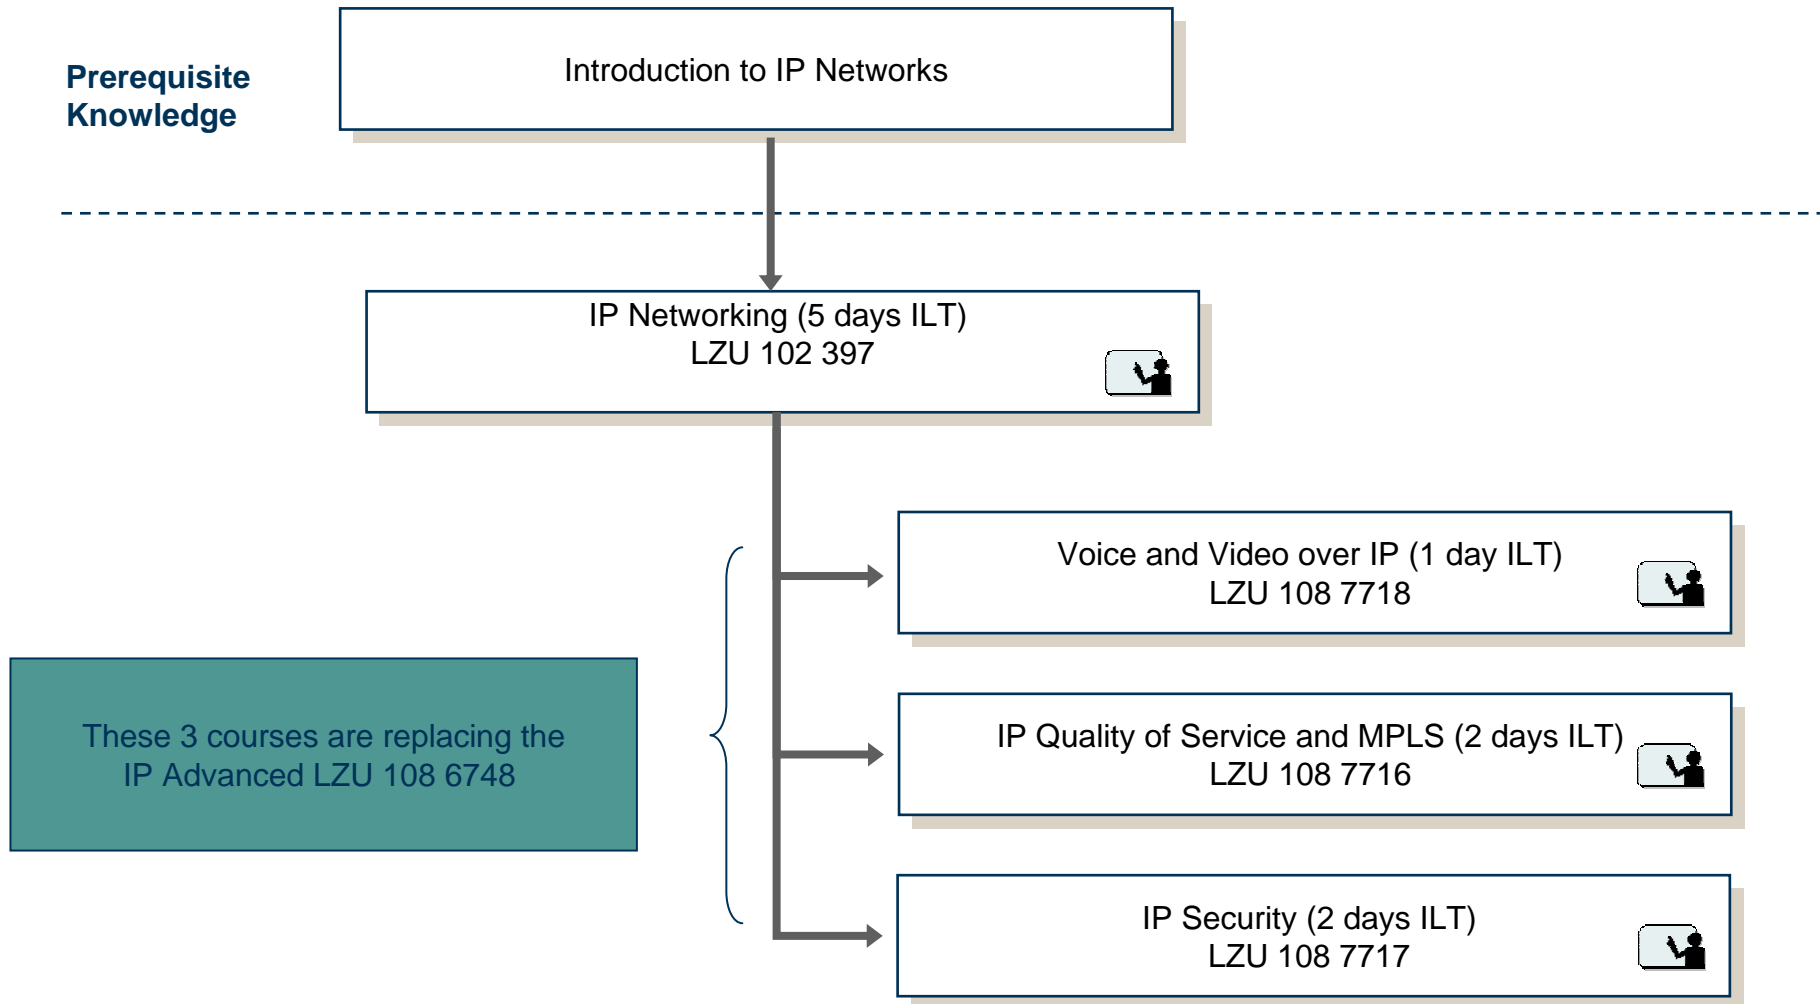 Prerequisite
Knowledge
Introduction to IP Networks
IP Networking (5 days ILT)
LZU 102 397
Voice and Video over IP (1 day ILT)
LZU 108 7718
These 3 courses are replacing the
IP Advanced LZU 108 6748
IP Quality of Service and MPLS (2 days ILT)
LZU 108 7716
IP Security (2 days ILT)
LZU 108 7717